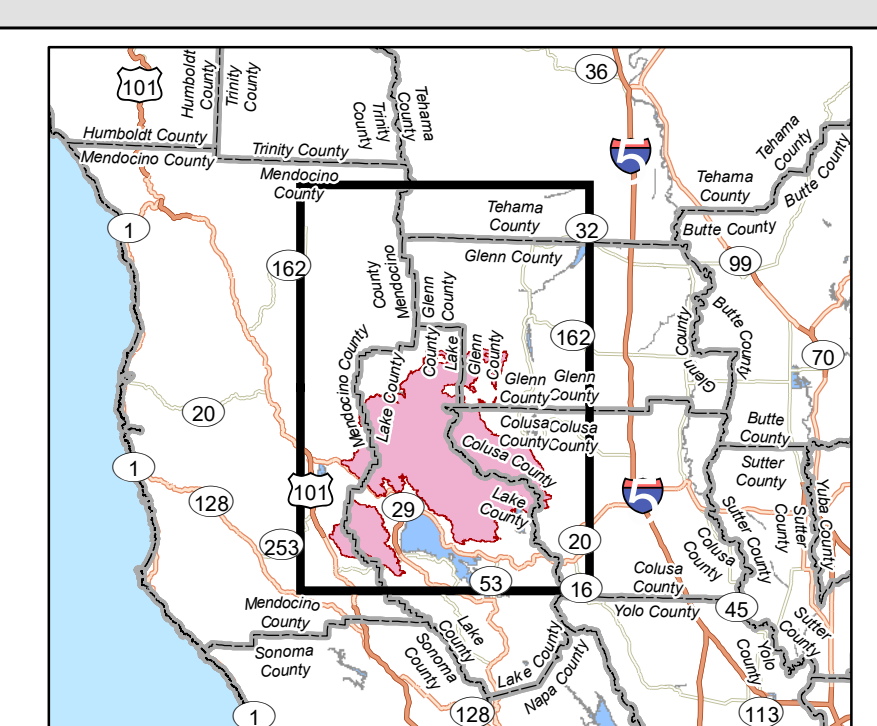 36
101
Humboldt
County
Trinity
County
Trinity
County
Tehama
County
5
Humboldt County
Mendocino County
Trinity County
Mendocino
County
Tehama
County
Butte County
Tehama
County
Butte County
1
Tehama
County
32
Glenn County
162
99
Mendocino
County
Glenn
County
Butte County
Glenn
County
162
70
Mendocino County
Lake County
Lake
County
Glenn
County
Glenn
County
Glenn
County
20
Colusa
County
Colusa
County
Butte
County
Sutter
County
Colusa County
1
128
101
29
Lake
County
5
Sutter County
Colusa
County
Sutter
County
Yuba County
253
20
53
16
Colusa
County
Yolo County
45
Mendocino
County
Sonoma
County
Lake
County
Sonoma
County
Lake County
Napa County
Yolo
County
Sutter
County
1
128
113